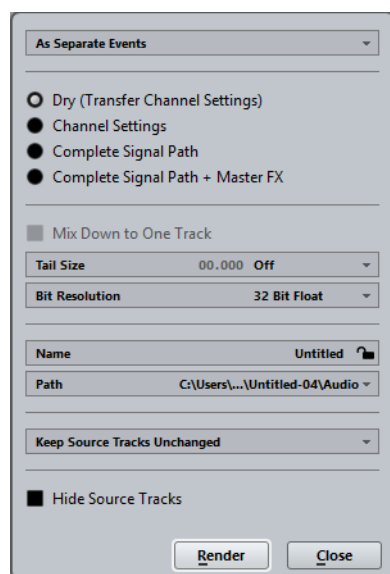 As Separate Events
Dry (Transfer Channel Settings)
Channel Settings
Complete Signal Path
Complete Signal Path + Master FX
Mix Down to One Track
Tail Size 00.000 Off
Bit Resolution 32 Bit Float
Name Untitled
Path C:\Users\...\Untitled-04\Audio
Keep Source Tracks Unchanged
Hide Source Tracks
Render Close